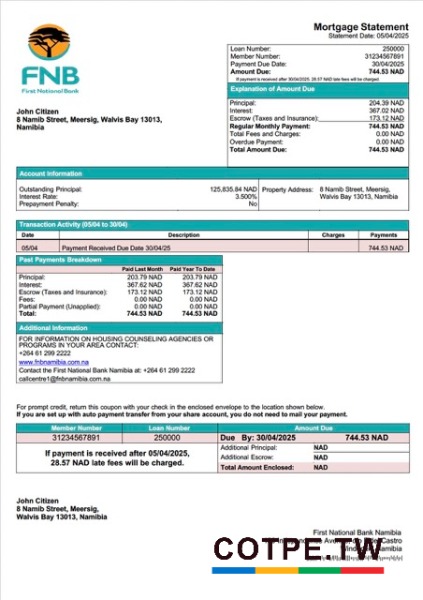 FNB
First National Bank
Mortgage Statement
Statement Date: 05/04/2025
Loan Number: 250000
Member Number: 31234567891
Payment Due Date: 30/04/2025
Amount Due: 744.53 NAD
If payment is received after 30/04/2025, 28.57 NAD late fees will be charged.
John Citizen
8 Namib Street, Meersig, Walvis Bay 13013,
Namibia
Explanation of Amount Due
Principal: 204.39 NAD
Interest: 367.02 NAD
Escrow (Taxes and Insurance): 173.12 NAD
Regular Monthly Payment: 744.53 NAD
Total Fees and Charges: 0.00 NAD
Overdue Payment: 0.00 NAD
Total Amount Due: 744.53 NAD
Account Information
Outstanding Principal: 125,835.84 NAD
Interest Rate: 3.500%
Prepayment Penalty: No
Property Address: 8 Namib Street, Meersig,
Walvis Bay 13013, Namibia
Transaction Activity (05/04 to 30/04)
Date Description Charges Payments
05/04 Payment Received Due Date 30/04/25 744.53 NAD
Past Payments Breakdown
Paid Last Month Paid Year To Date
Principal: 203.79 NAD 203.79 NAD
Interest: 367.62 NAD 367.62 NAD
Escrow (Taxes and Insurance): 173.12 NAD 173.12 NAD
Fees: 0.00 NAD 0.00 NAD
Partial Payment (Unapplied): 0.00 NAD 0.00 NAD
Total: 744.53 NAD 744.53 NAD
Additional Information
FOR INFORMATION ON HOUSING COUNSELING AGENCIES OR
PROGRAMS IN YOUR AREA CONTACT:
+264 61 299 2222
www.fnbnamibia.com.na
Contact the First National Bank Namibia at: +264 61 299 2222
callcentre1@fnbnamibia.com.na
For prompt credit, return this coupon with your check in the enclosed envelope to the location shown below.
If you are set up with auto payment transfer from your share account, you do not need to mail your payment.
Member Number Loan Number Amount Due
31234567891 250000 Due By: 30/04/2025 744.53 NAD
If payment is received after 05/04/2025,
28.57 NAD late fees will be charged.
Additional Principal: NAD
Additional Escrow: NAD
Total Amount Enclosed: NAD
John Citizen
8 Namib Street, Meersig,
Walvis Bay 13013, Namibia
First National Bank Namibia
Castro
COTPE.TW